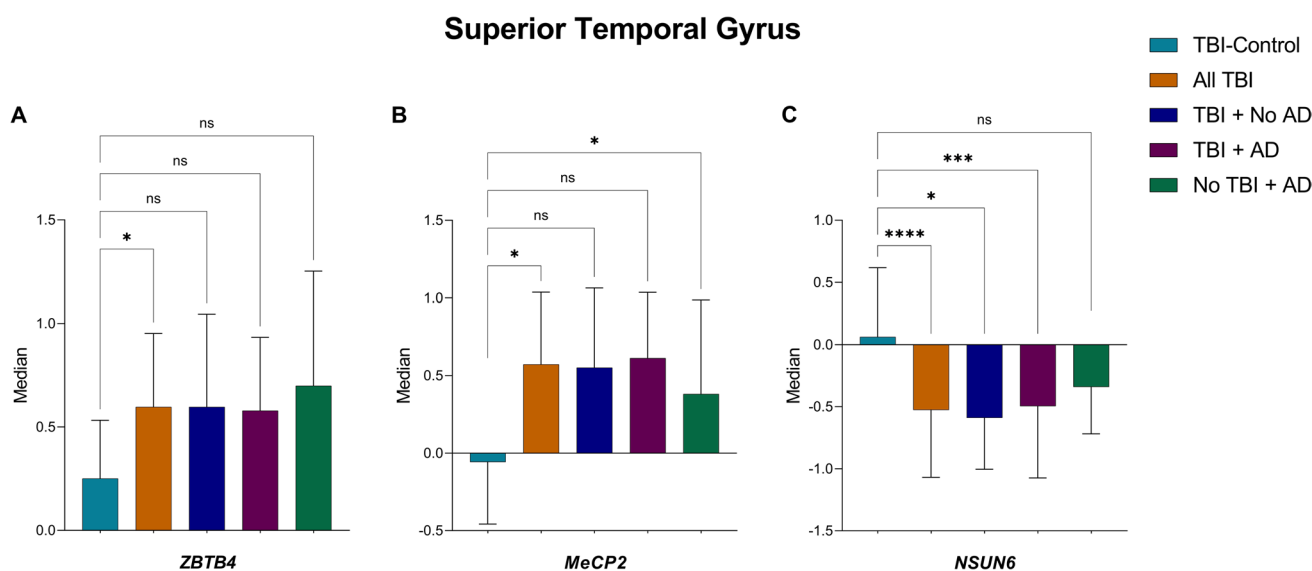 Superior Temporal Gyrus
TBI-Control
All TBI
TBI + No AD
TBI + AD
No TBI + AD
A
ns
ns
ns
*
1.5
1.0
0.5
0.0
Median
ZBTB4
B
*
ns
ns
*
1.5
1.0
0.5
0.0
-0.5
Median
MeCP2
C
ns
***
*
****
1.0
0.5
0.0
-0.5
-1.0
-1.5
Median
NSUN6